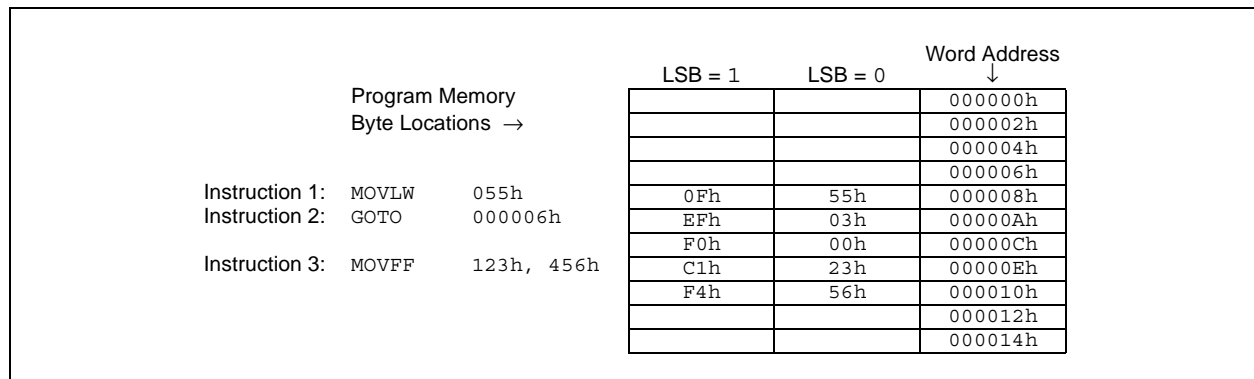 Word Address
LSB = 1 LSB = 0 ↓
Program Memory 000000h
Byte Locations → 000002h
000004h
000006h
Instruction 1: MOVLW 055h 0Fh 55h 000008h
Instruction 2: GOTO 000006h EFh 03h 00000Ah
F0h 00h 00000Ch
Instruction 3: MOVFF 123h, 456h C1h 23h 00000Eh
F4h 56h 000010h
000012h
000014h